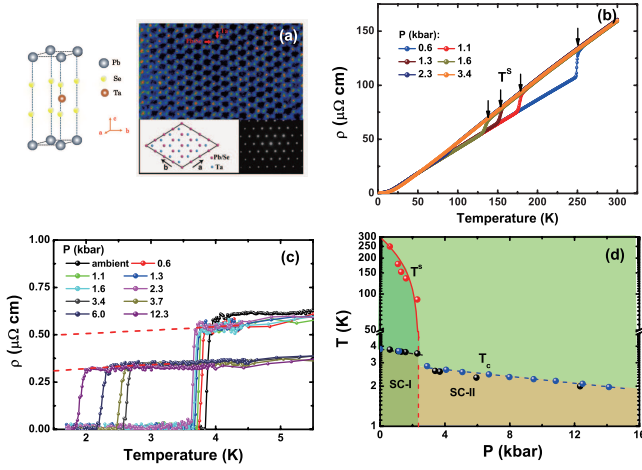 Pb
Se
Ta
c
a
b
(a)
b
a
Pb/Se
Ta
(b)
P (kbar):
0.6
1.1
1.3
1.6
2.3
3.4
T^S
ρ (μΩ cm)
150
100
50
0
0
50
100
150
200
250
300
Temperature (K)
(c)
P (kbar)
ambient
0.6
1.1
1.3
1.6
2.3
3.4
3.7
6.0
12.3
ρ (μΩ cm)
1.00
0.75
0.50
0.25
0.00
2
3
4
5
Temperature (K)
(d)
T (K)
300
250
200
150
100
50
4
3
2
1
T^S
T_c
SC-I
SC-II
0
4
8
12
16
P (kbar)